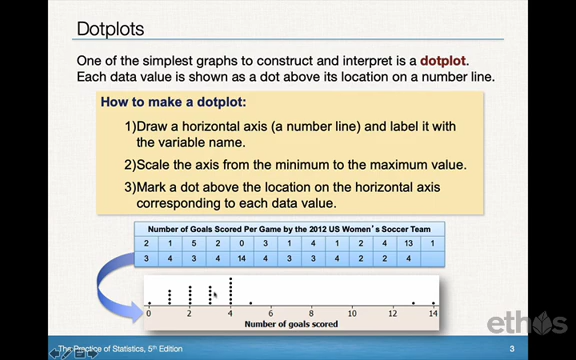 Dotplots
One of the simplest graphs to construct and interpret is a dotplot.
Each data value is shown as a dot above its location on a number line.
How to make a dotplot:
1)Draw a horizontal axis (a number line) and label it with
the variable name.
2)Scale the axis from the minimum to the maximum value.
3)Mark a dot above the location on the horizontal axis
corresponding to each data value.
Number of Goals Scored Per Game by the 2012 US Women's Soccer Team
2 1 5 2 0 3 1 4 1 2 4 13 1
3 4 3 4 14 4 3 3 4 2 2 4
0 2 4 6 8 10 12 14
Number of goals scored
ethos
The Practice of Statistics, 5th Edition
3